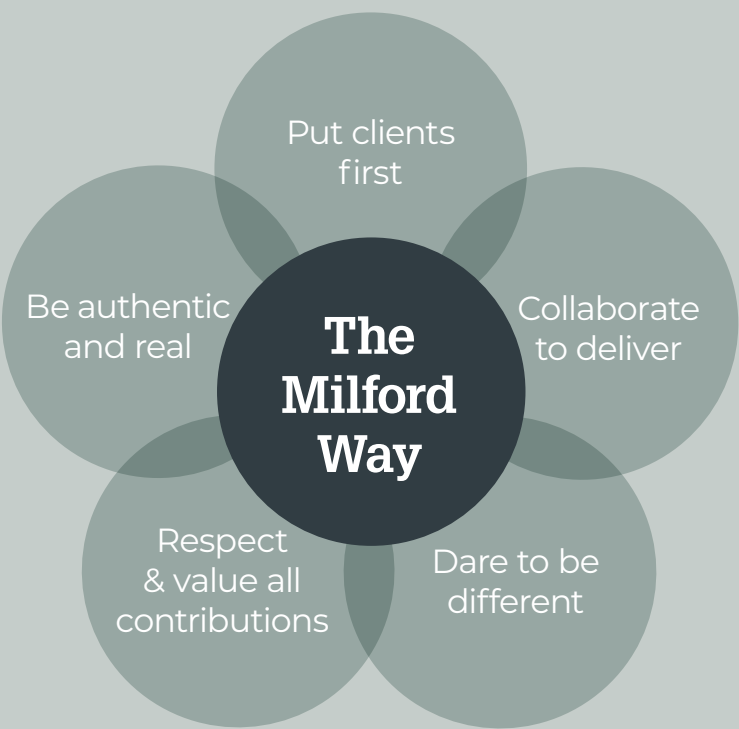 Put clients
first
Be authentic
and real
Collaborate
to deliver
The
Milford
Way
Respect
& value all
contributions
Dare to be
different